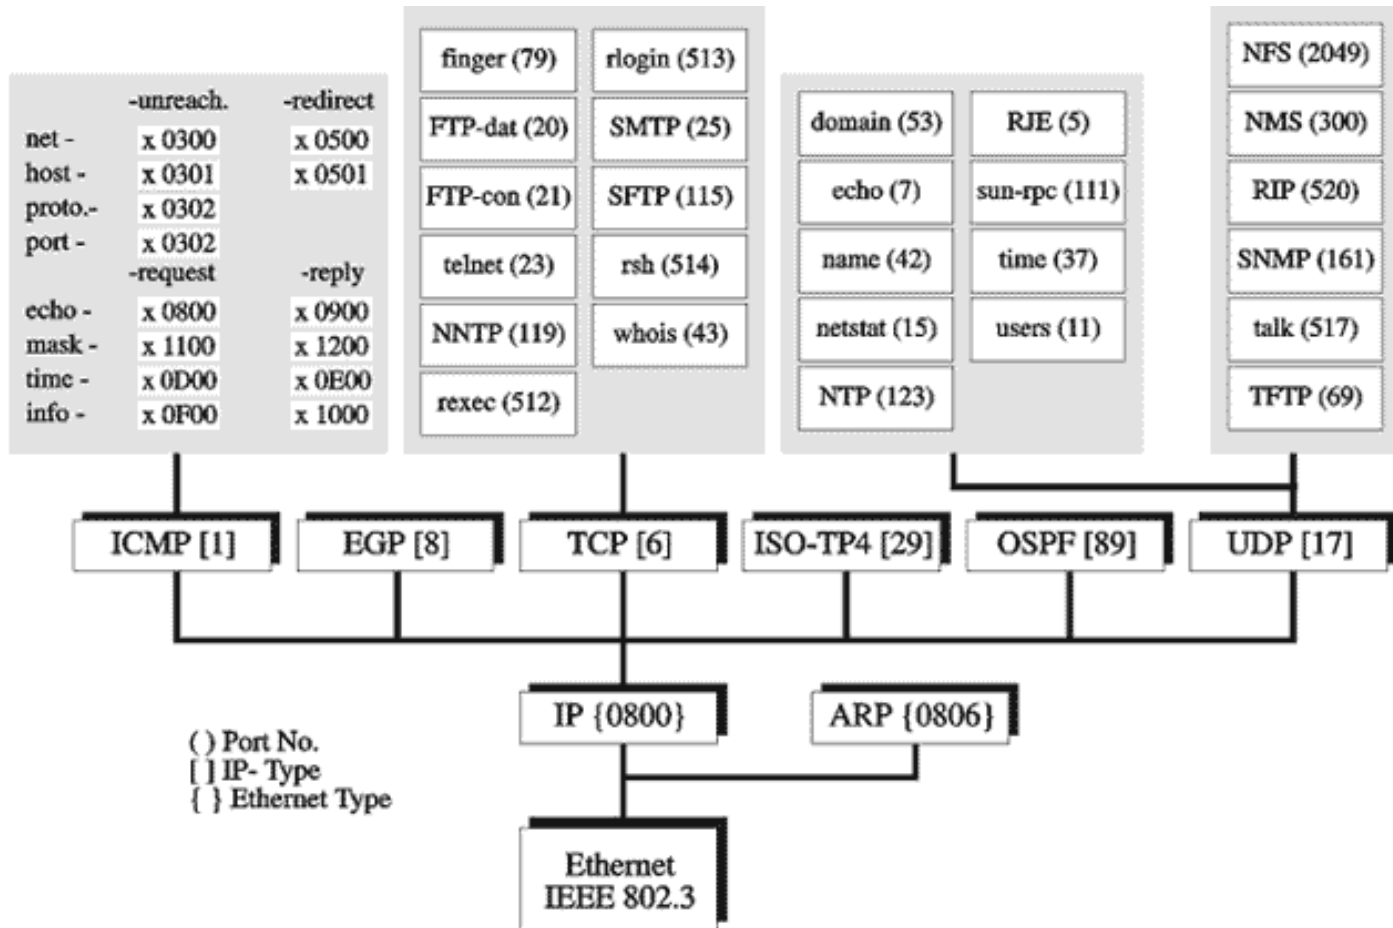 -unreach. -redirect
net - x 0300 x 0500
host - x 0301 x 0501
proto.- x 0302
port - x 0302
-request -reply
echo - x 0800 x 0900
mask - x 1100 x 1200
time - x 0D00 x 0E00
info - x 0F00 x 1000
finger (79) rlogin (513)
FTP-dat (20) SMTP (25)
FTP-con (21) SFTP (115)
telnet (23) rsh (514)
NNTP (119) whois (43)
rexec (512)
domain (53) RJE (5)
echo (7) sun-rpc (111)
name (42) time (37)
netstat (15) users (11)
NTP (123)
NFS (2049)
NMS (300)
RIP (520)
SNMP (161)
talk (517)
TFTP (69)
ICMP [1] EGP [8] TCP [6] ISO-TP4 [29] OSPF [89] UDP [17]
IP {0800} ARP {0806}
( ) Port No.
[ ] IP- Type
{ } Ethernet Type
Ethernet
IEEE 802.3